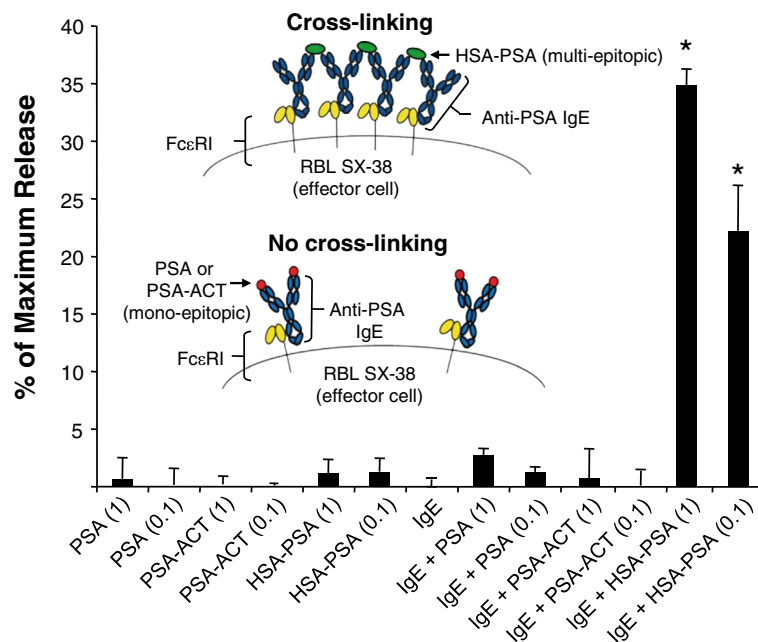 % of Maximum Release
40
35
30
25
20
15
10
5
Cross-linking
HSA-PSA (multi-epitopic)
Anti-PSA IgE
FcεRI
RBL SX-38
(effector cell)
No cross-linking
PSA or
PSA-ACT
(mono-epitopic)
Anti-PSA
IgE
FcεRI
RBL SX-38
(effector cell)
*
*
PSA (1)
PSA (0.1)
PSA-ACT (1)
PSA-ACT (0.1)
HSA-PSA (1)
HSA-PSA (0.1)
IgE
IgE + PSA (1)
IgE + PSA (0.1)
IgE + PSA-ACT (1)
IgE + PSA-ACT (0.1)
IgE + HSA-PSA (1)
IgE + HSA-PSA (0.1)